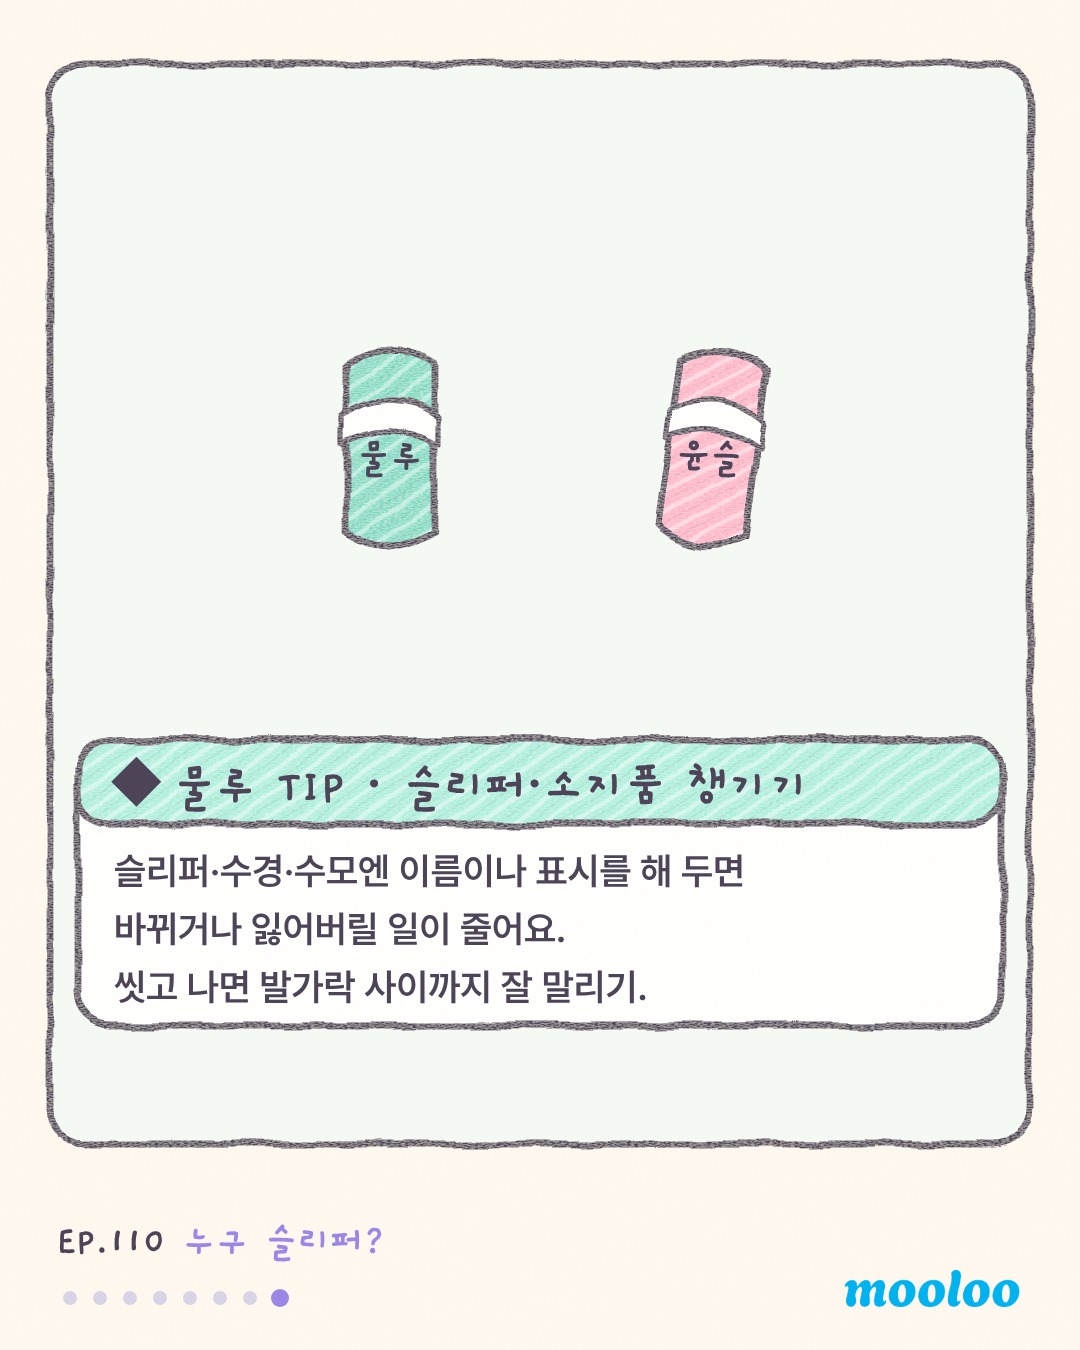 물루
윤슬
물루 TIP · 슬리퍼·소지품 챙기기
슬리퍼·수경·수모엔 이름이나 표시를 해 두면
바뀌거나 잃어버릴 일이 줄어요.
씻고 나면 발가락 사이까지 잘 말리기.
EP.110 누구 슬리퍼?
mooloo